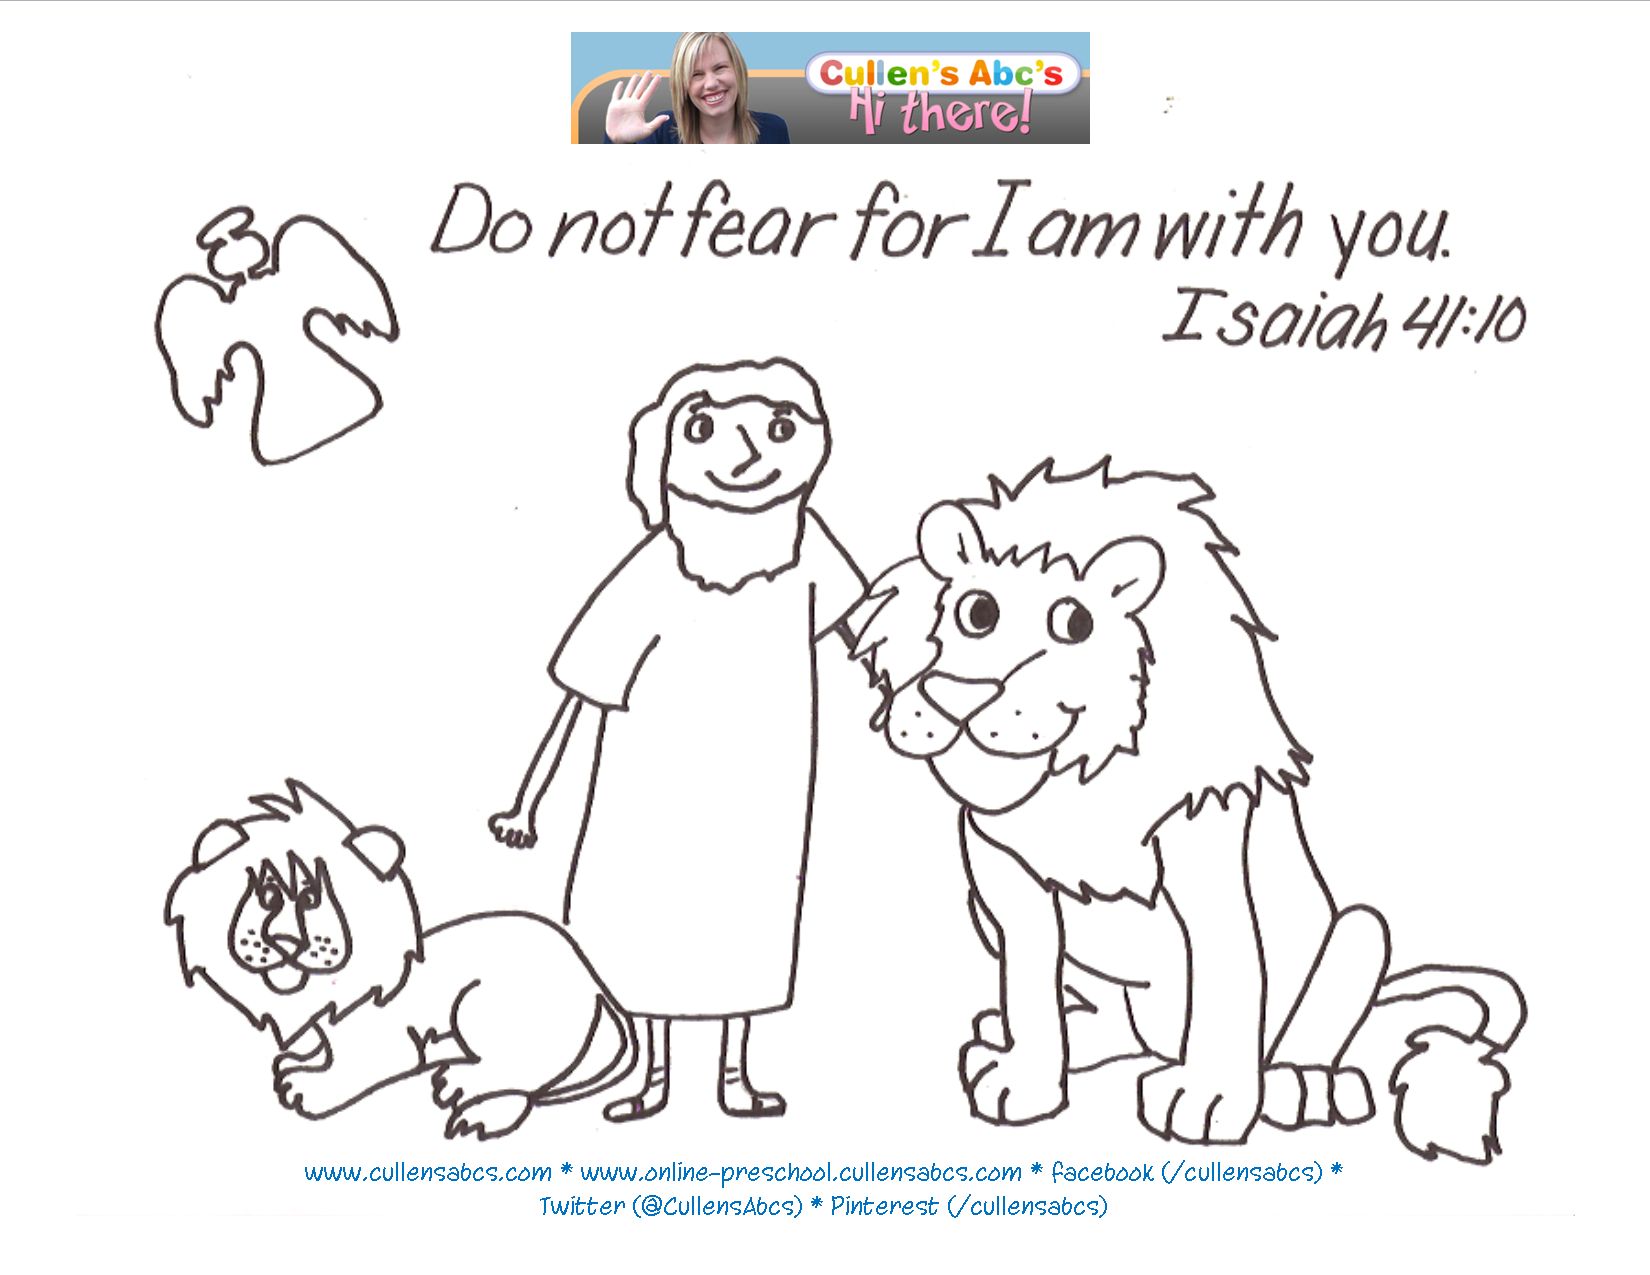 Cullen's Abc's
Hi there!
Do not fear for I am with you.
Isaiah 41:10
www.cullensabcs.com * www.online-preschool.cullensabcs.com * facebook (/cullensabcs) *
Twitter (@CullensAbcs) * Pinterest (/cullensabcs)